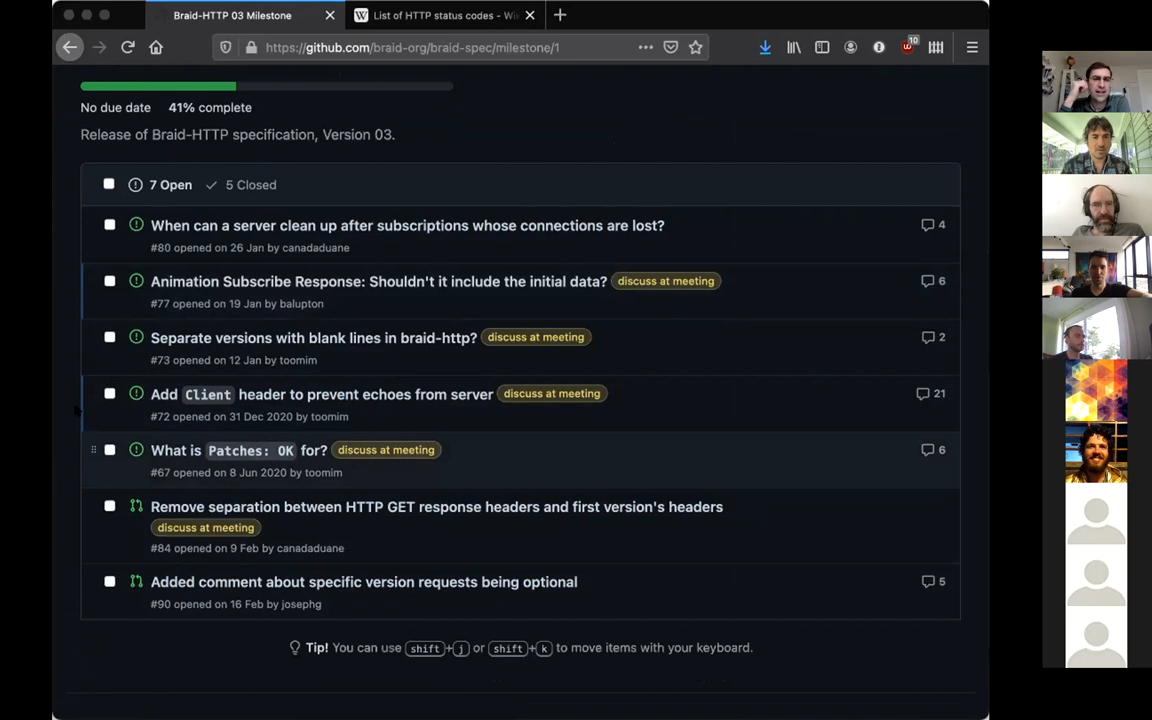 Braid-HTTP 03 Milestone
List of HTTP status codes - Wi
https://github.com/braid-org/braid-spec/milestone/1
10
No due date 41% complete
Release of Braid-HTTP specification, Version 03.
7 Open 5 Closed
When can a server clean up after subscriptions whose connections are lost? 4
#80 opened on 26 Jan by canadaduane
Animation Subscribe Response: Shouldn't it include the initial data? discuss at meeting 6
#77 opened on 19 Jan by balupton
Separate versions with blank lines in braid-http? discuss at meeting 2
#73 opened on 12 Jan by toomim
Add Client header to prevent echoes from server discuss at meeting 21
#72 opened on 31 Dec 2020 by toomim
What is Patches: OK for? discuss at meeting 6
#67 opened on 8 Jun 2020 by toomim
Remove separation between HTTP GET response headers and first version's headers
discuss at meeting
#84 opened on 9 Feb by canadaduane
Added comment about specific version requests being optional 5
#90 opened on 16 Feb by josephg
Tip! You can use shift+j or shift+k to move items with your keyboard.